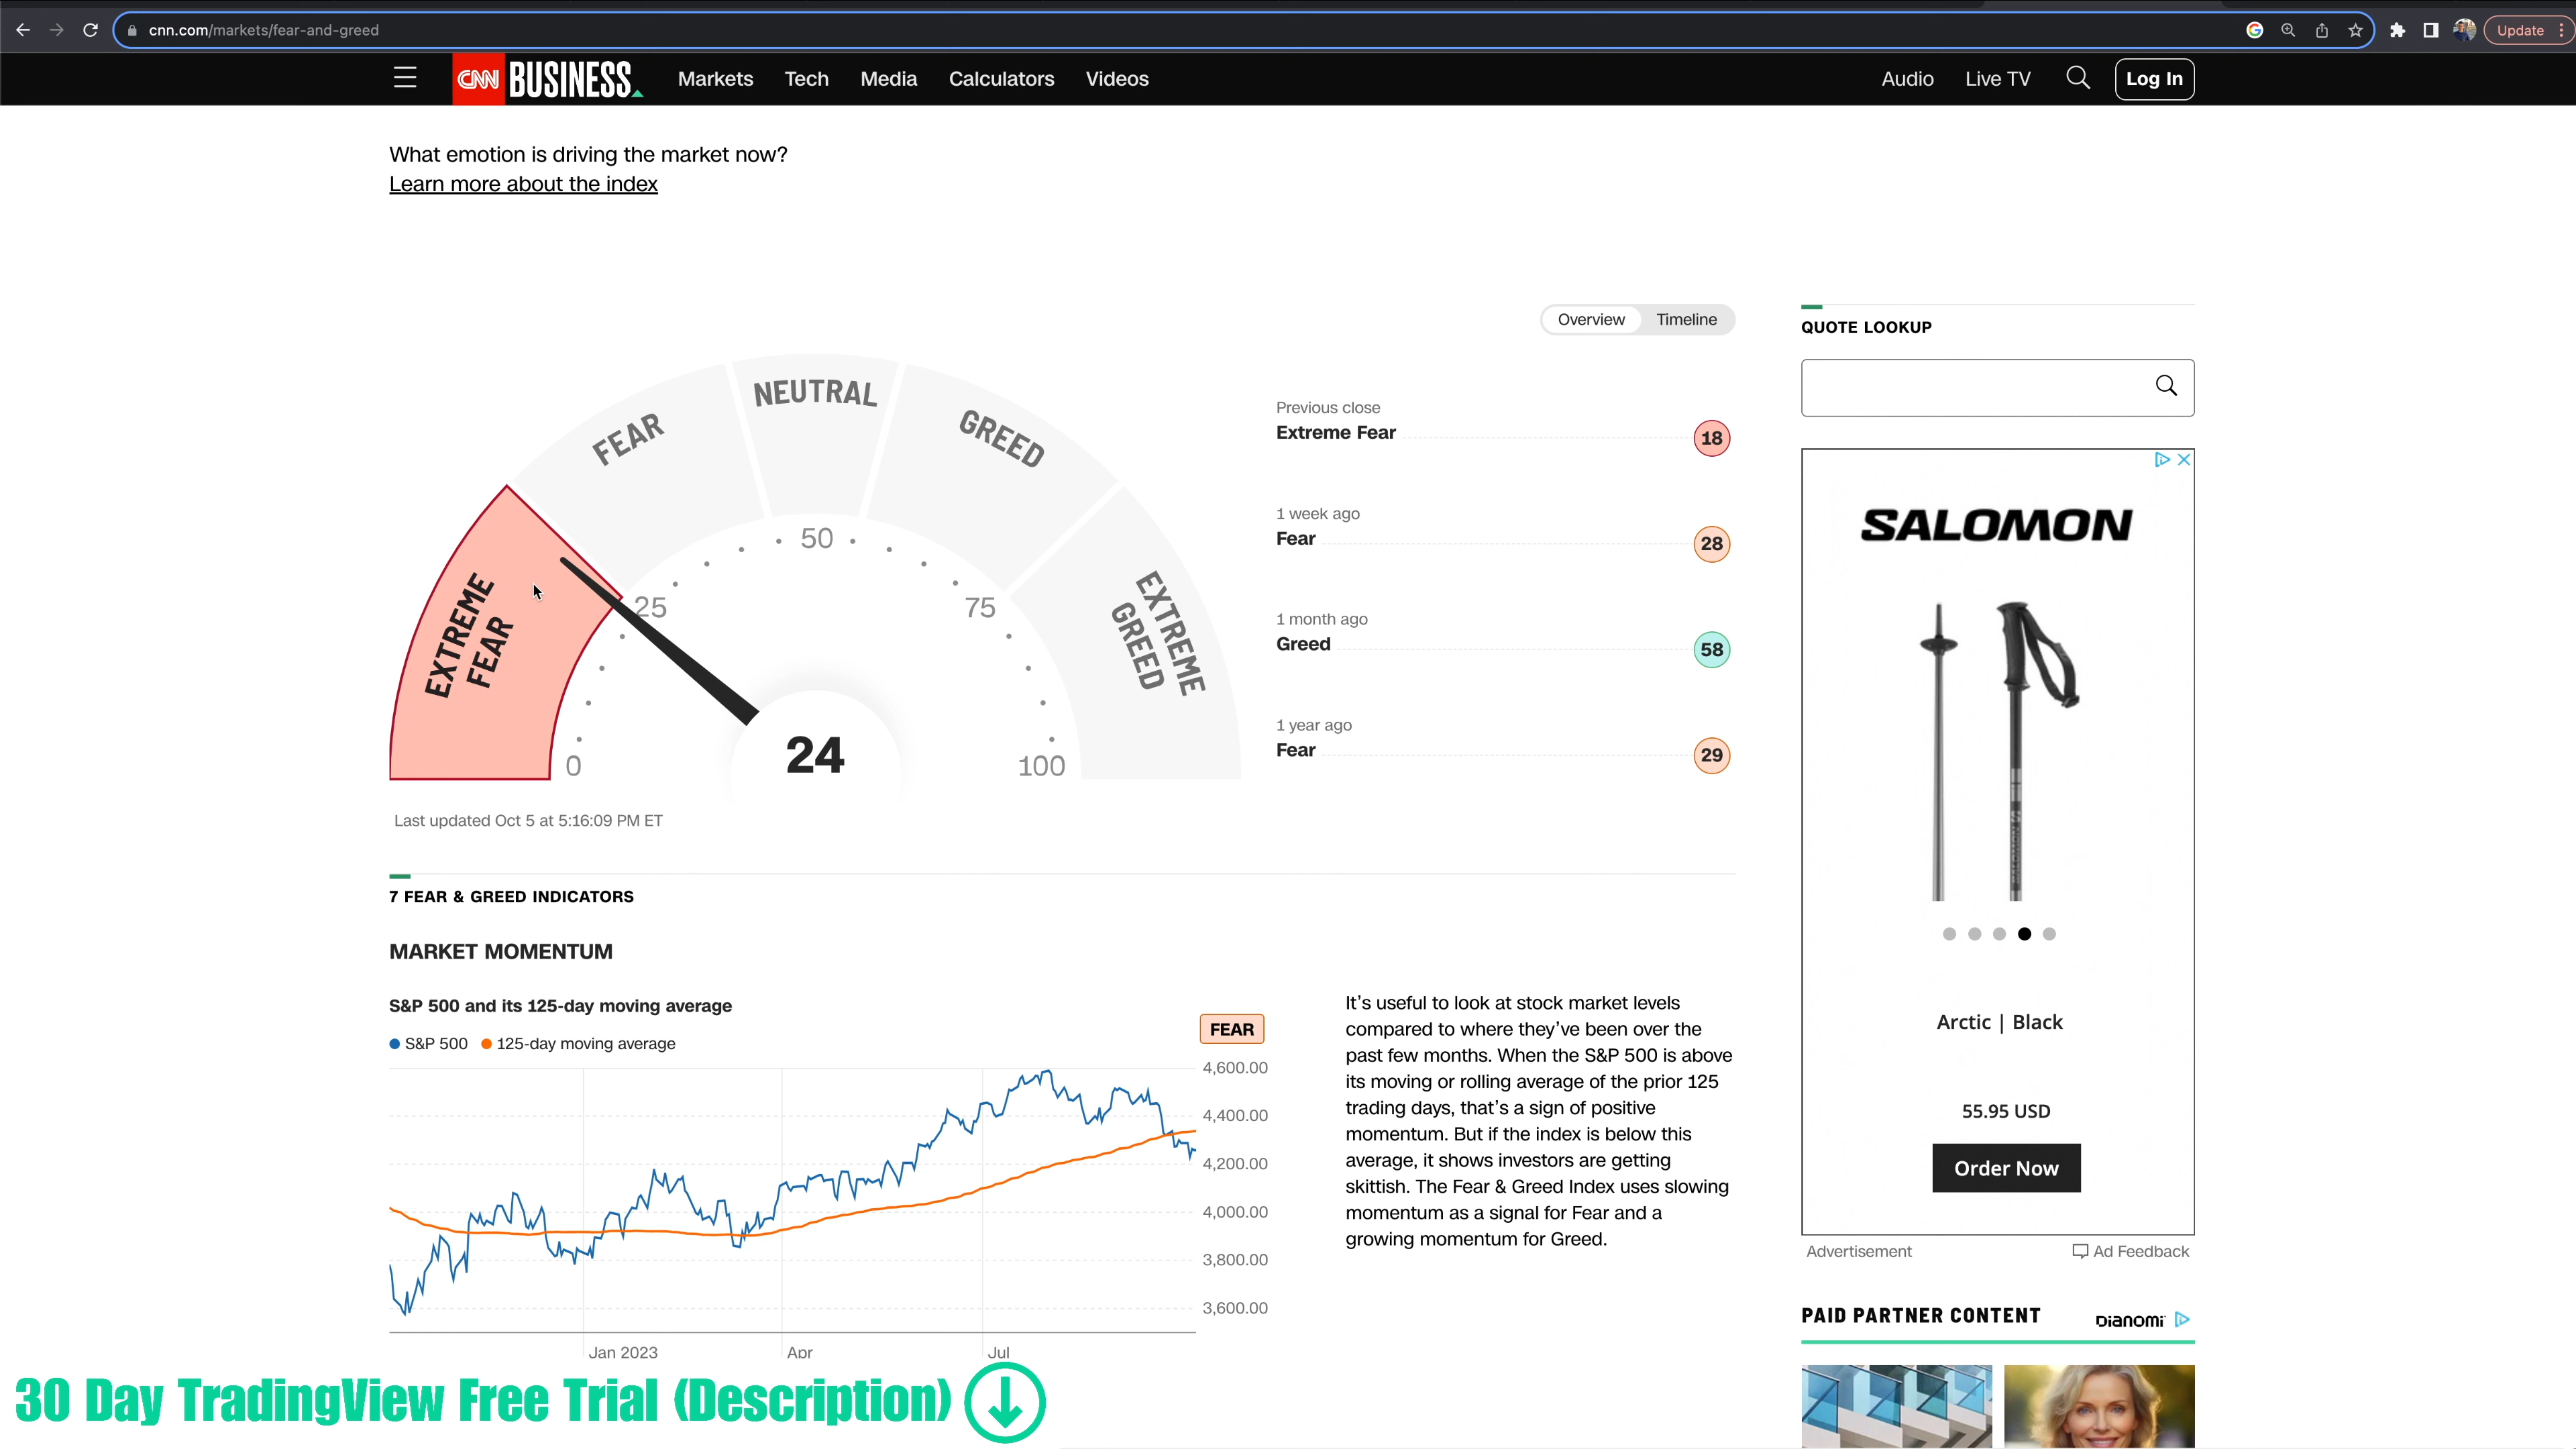 cnn.com/markets/fear-and-greed
Update
CNN BUSINESS
Markets
Tech
Media
Calculators
Videos
Audio
Live TV
Log In
What emotion is driving the market now?
Learn more about the index
Overview
Timeline
EXTREME
FEAR
FEAR
NEUTRAL
GREED
EXTREME
GREED
0
25
50
75
100
24
Last updated Oct 5 at 5:16:09 PM ET
Previous close
Extreme Fear
18
1 week ago
Fear
28
1 month ago
Greed
58
1 year ago
Fear
29
7 FEAR & GREED INDICATORS
MARKET MOMENTUM
S&P 500 and its 125-day moving average
S&P 500
125-day moving average
FEAR
4,600.00
4,400.00
4,200.00
4,000.00
3,800.00
3,600.00
Jan 2023
Apr
Jul
It's useful to look at stock market levels
compared to where they've been over the
past few months. When the S&P 500 is above
its moving or rolling average of the prior 125
trading days, that's a sign of positive
momentum. But if the index is below this
average, it shows investors are getting
skittish. The Fear & Greed Index uses slowing
momentum as a signal for Fear and a
growing momentum for Greed.
QUOTE LOOKUP
SALOMON
Arctic | Black
55.95 USD
Order Now
Advertisement
Ad Feedback
PAID PARTNER CONTENT
DIANOMI
30 Day TradingView Free Trial (Description)